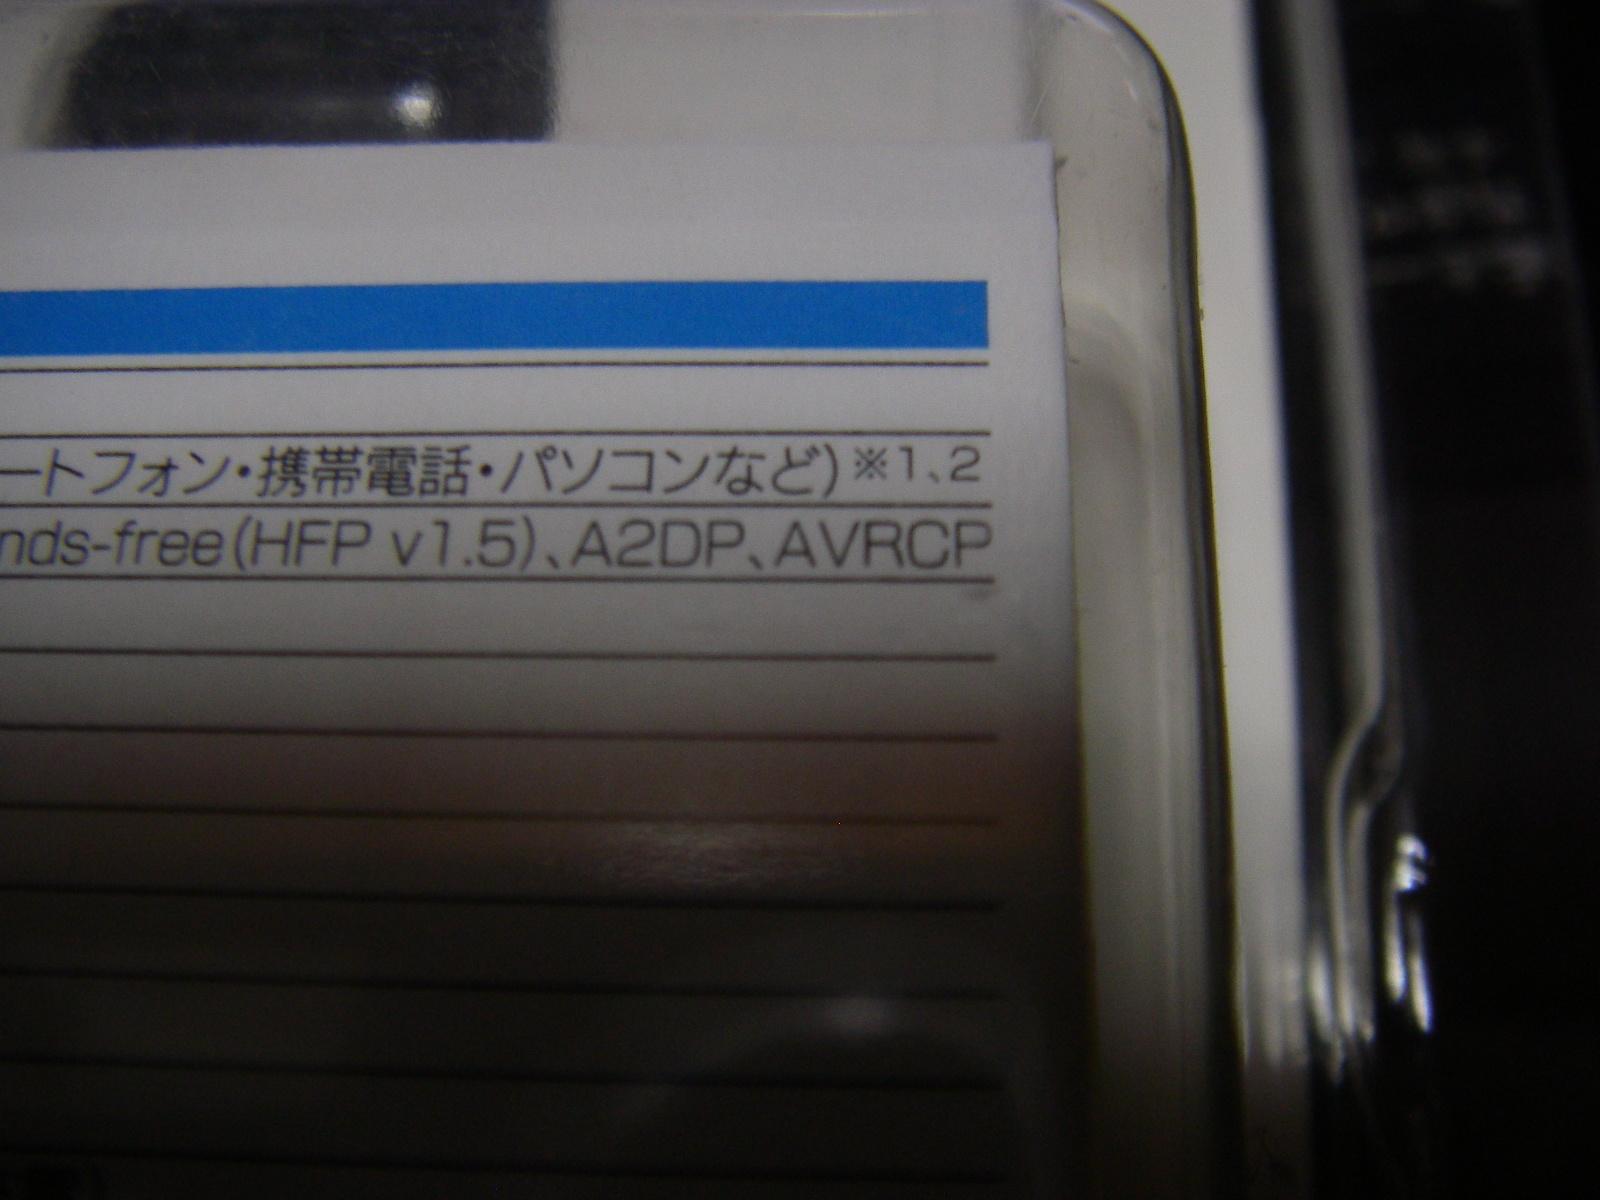 ートフォン・携帯電話・パソコンなど)※1、2
nds-free(HFP v1.5)、A2DP、AVRCP